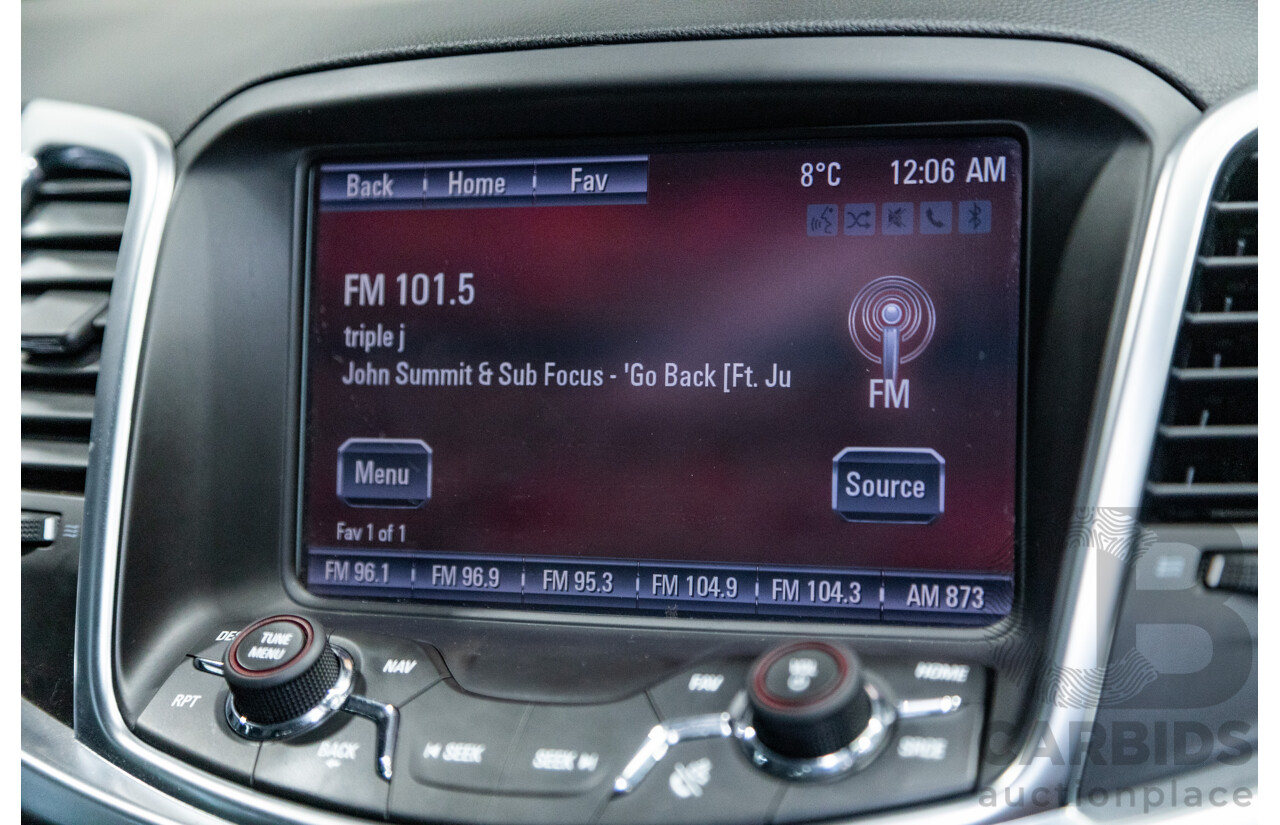 Back Home Fav 8°C 12:06 AM
FM 101.5
triple j
John Summit & Sub Focus - 'Go Back [Ft. Ju
FM
Menu
Source
Fav 1 of 1
FM 96.1 FM 96.9 FM 95.3 FM 104.9 FM 104.3 AM 873
TUNE
MENU
NAV
FAV
HOME
RPT
BACK
SEEK
SEEK
SRCE
B
CARBIDS
auctionplace